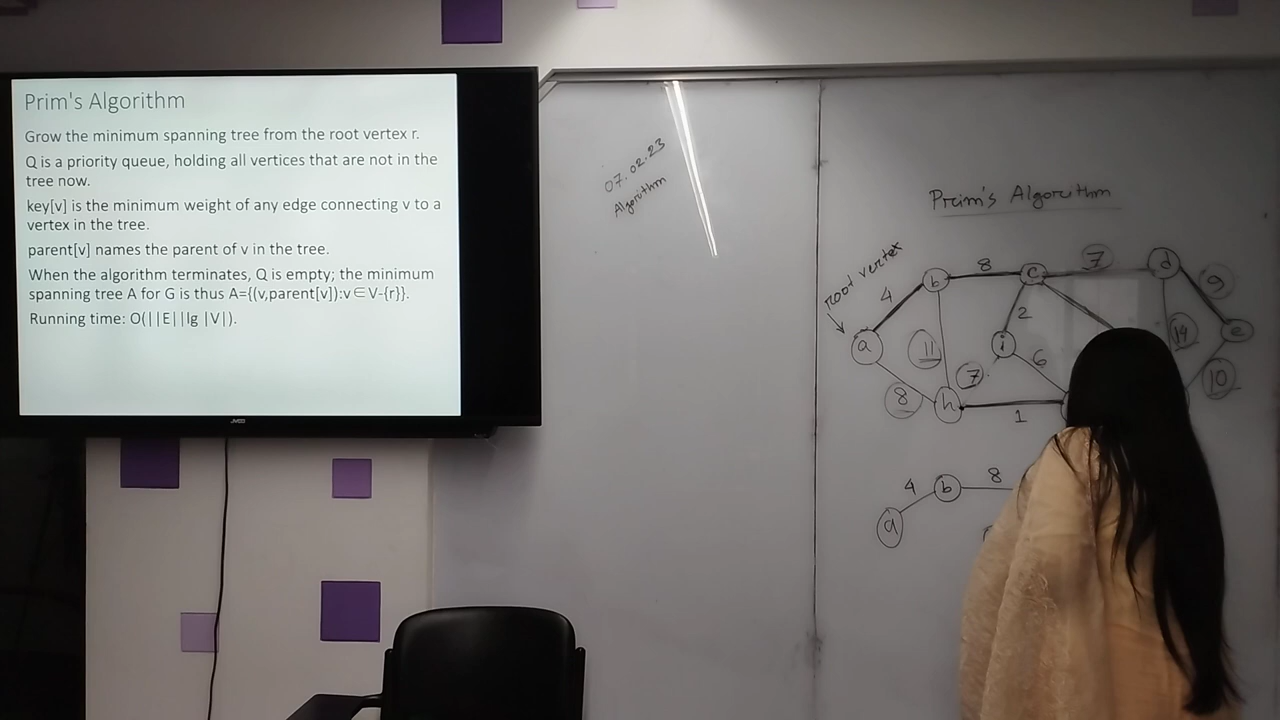 Prim's Algorithm
Grow the minimum spanning tree from the root vertex r.
Q is a priority queue, holding all vertices that are not in the
tree now.
key[v] is the minimum weight of any edge connecting v to a
vertex in the tree.
parent[v] names the parent of v in the tree.
When the algorithm terminates, Q is empty; the minimum
spanning tree A for G is thus A={(v,parent[v]):v∈V-{r}}.
Running time: O(||E||lg |V|).
JVCO
07.02.23
Algorithm
Prim's Algorithm
root vertex
4
b
8
c
7
d
9
a
11
2
i
14
e
6
7
8
h
1
10
4
b
8
a